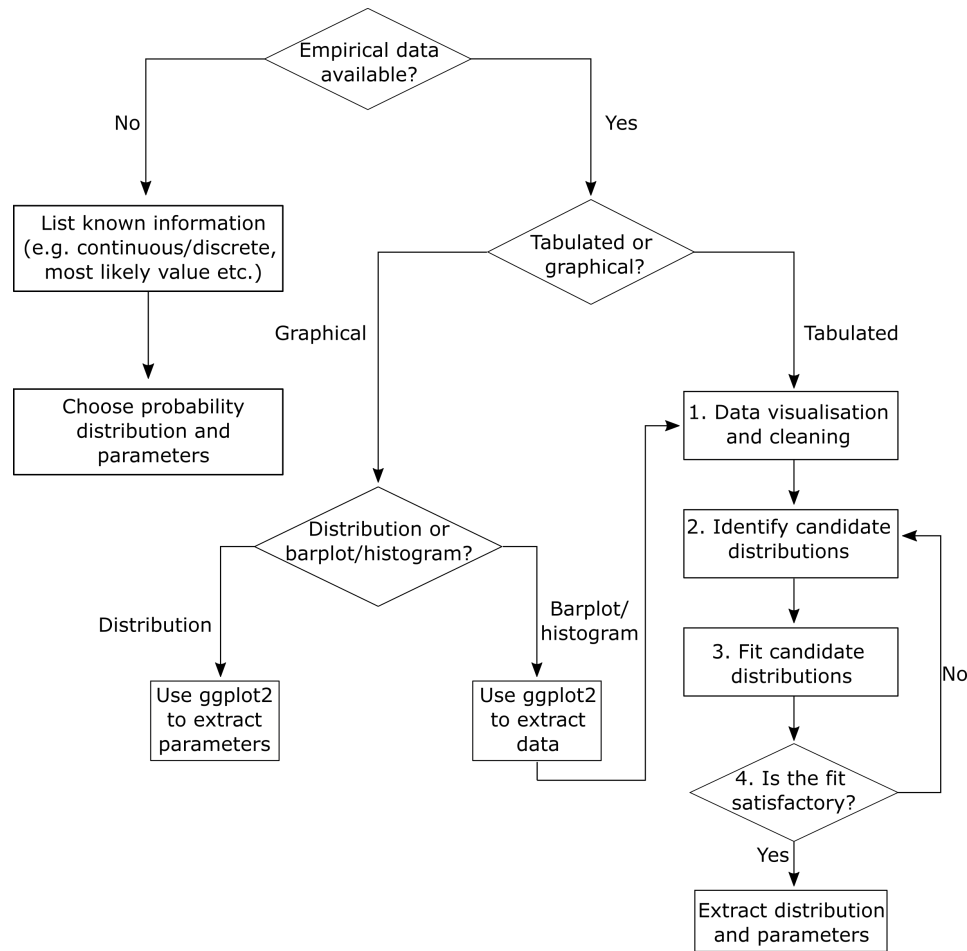 Empirical data
available?
No
Yes
List known information
(e.g. continuous/discrete,
most likely value etc.)
Tabulated or
graphical?
Graphical
Tabulated
Choose probability
distribution and
parameters
1. Data visualisation
and cleaning
Distribution or
barplot/histogram?
2. Identify candidate
distributions
Distribution
Barplot/
histogram
3. Fit candidate
distributions
No
Use ggplot2
to extract
parameters
Use ggplot2
to extract
data
4. Is the fit
satisfactory?
Yes
Extract distribution
and parameters